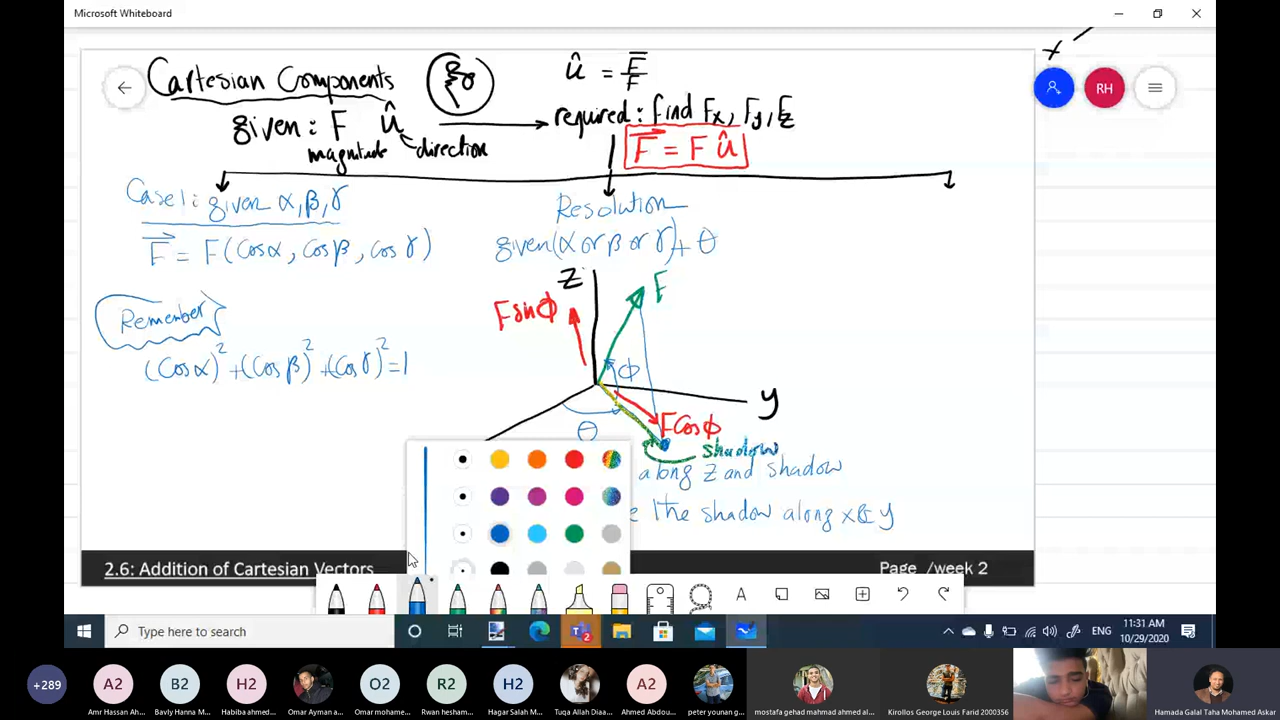 Microsoft Whiteboard
x
Cartesian Components
û = F̅/F
RH
given: F û
magnitude direction
required: find Fx, Fy, Fz
F = F û
Case1: given α, β, γ
F = F(Cosα, Cosβ, cos γ)
Remember
(Cosα)² + (Cos β)² + (Cos γ)² = 1
Resolution
given(α or β or γ) + θ
Z
F
F sin ϕ
ϕ
y
F Cos ϕ
θ
shadow
along Z and shadow
e the shadow along x & y
2.6: Addition of Cartesian Vectors
Page /week 2
A
Type here to search
2
ENG
11:31 AM
10/29/2020
+289
A2
B2
H2
O2
R2
H2
A2
Amr Hassan Ah...
Bavly Hanna M...
Habiba ahmed...
Omar Ayman a...
Omar mohame...
Rwan hesham...
Hagar Salah M...
Tuqa Allah Diaa...
Ahmed Abdou...
peter younan g...
mostafa gehad mahmad ahmed al...
Kirollos George Louis Farid 2000356
Hamada Galal Taha Mohamed Askar